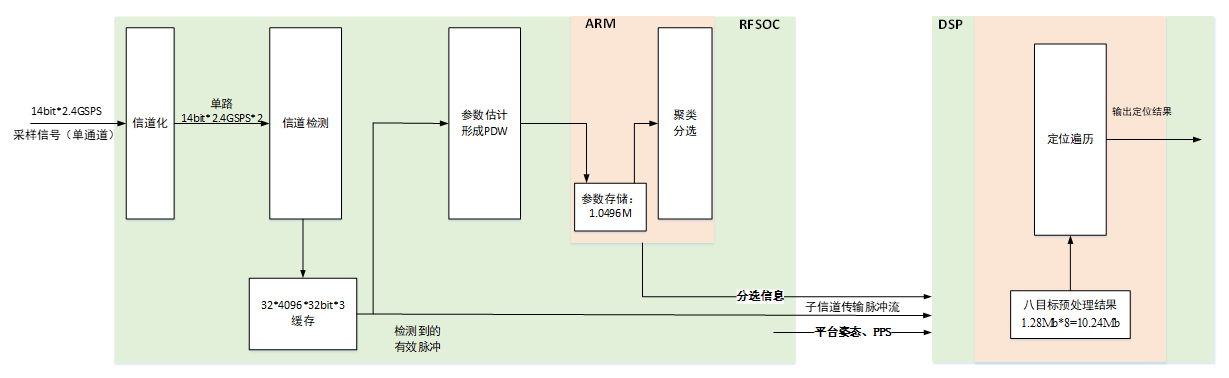 ARM
RFSOC
DSP
14bit*2.4GSPS
采样信号（单通道）
信道化
单路
14bit*2.4GSPS*2
信道检测
参数估计
形成PDW
聚类
分选
参数存储：
1.0496M
定位遍历
输出定位结果
32*4096*32bit*3
缓存
检测到的
有效脉冲
分选信息
子信道传输脉冲流
平台姿态、PPS
八目标预处理结果
1.28Mb*8=10.24Mb